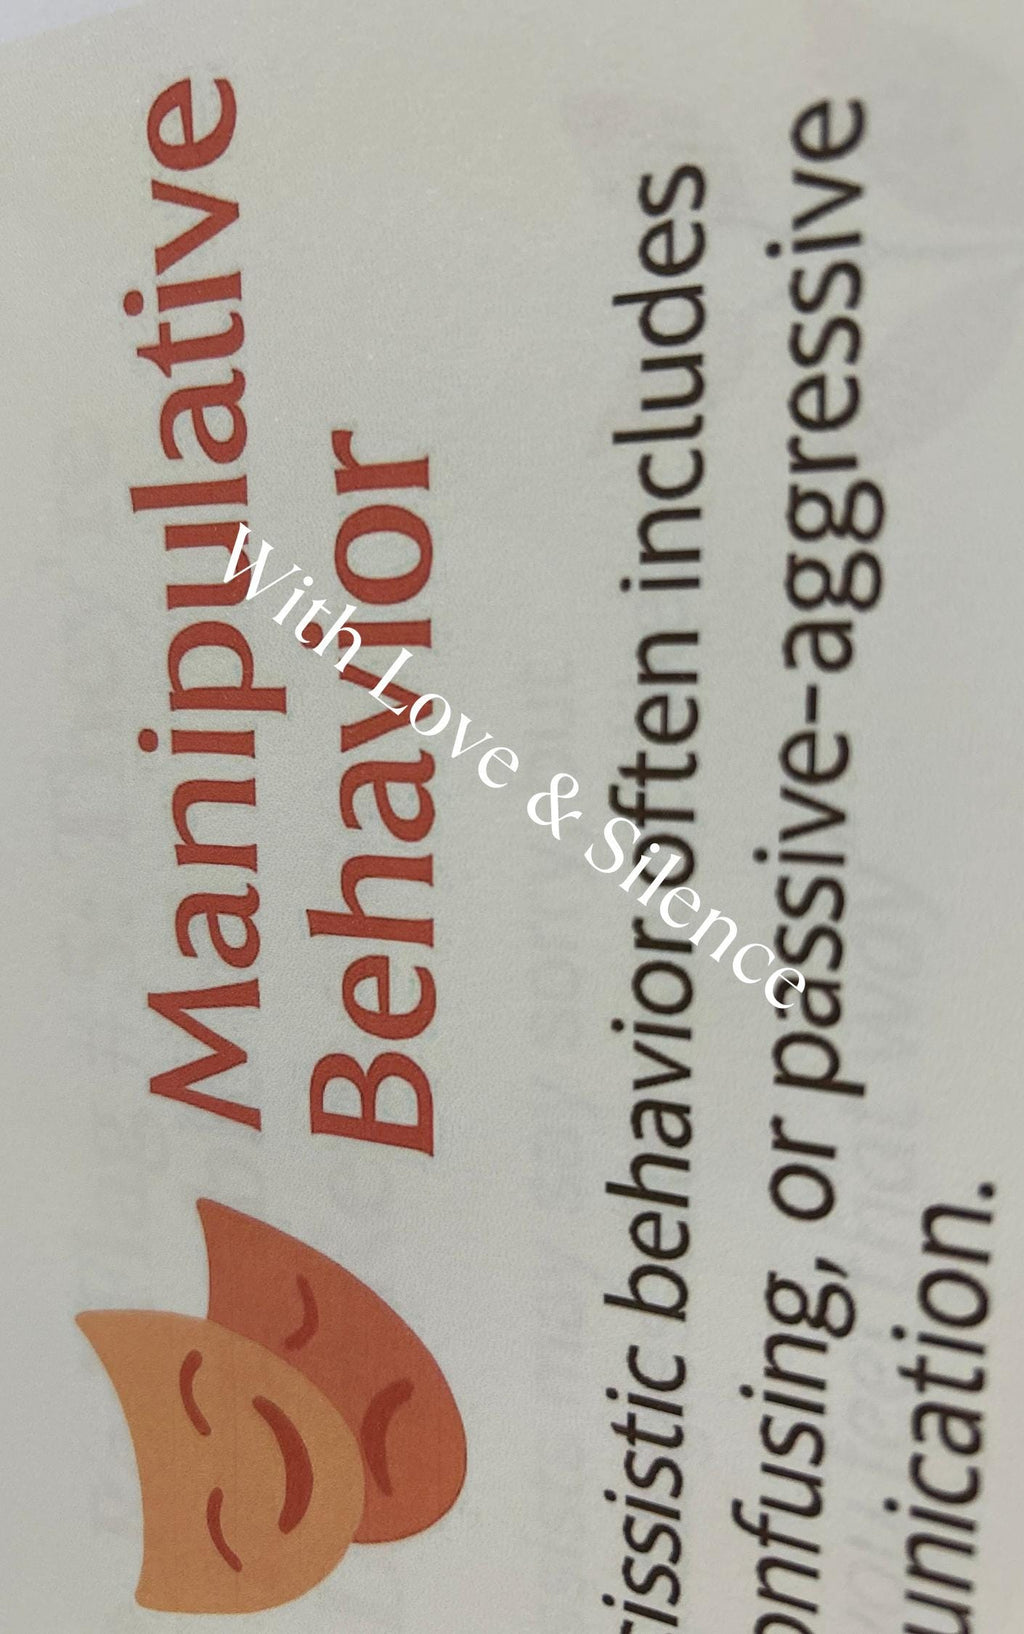 Manipulative
Behavior
rissistic behavior often includes
onfusing, or passive-aggressive
unication.
With Love & Silence